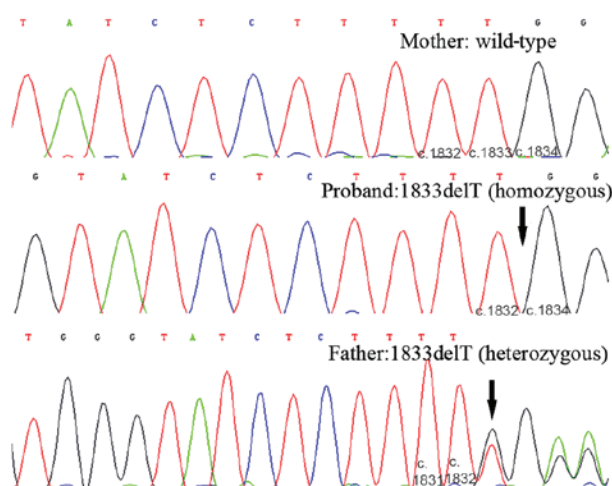 T A T C T C T T T T T G G
Mother: wild-type
c.1832 c.1833 c.1834
G T A T C T C T T T T G G
Proband:1833delT (homozygous)
c.1832 c.1834
T G G G T A T C T C T T T T
Father:1833delT (heterozygous)
c. c.
1831 1832